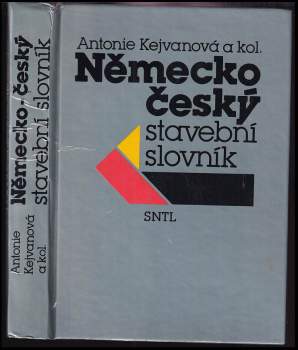 Antonie
Kejvanová
a kol.
Německo-český
stavební slovník
Antonie Kejvanová a kol.
Německo
český
stavební
slovník
SNTL